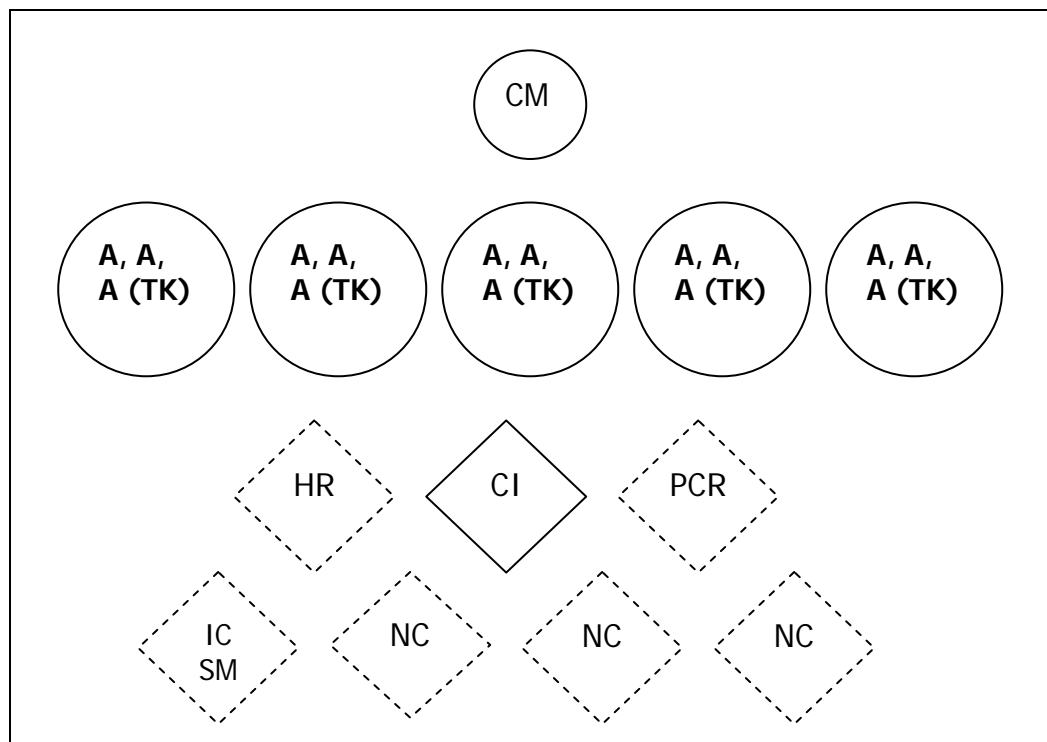 CM
A, A,
A (TK)
A, A,
A (TK)
A, A,
A (TK)
A, A,
A (TK)
A, A,
A (TK)
HR
CI
PCR
IC
SM
NC
NC
NC